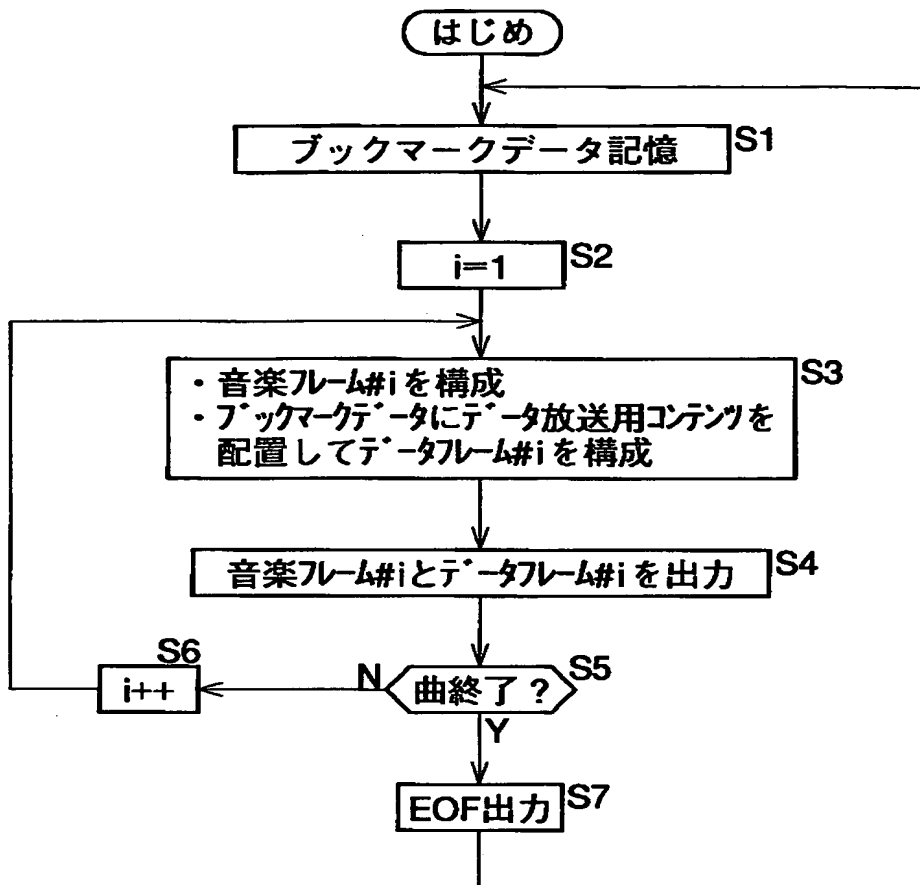 はじめ
ブックマークデータ記憶
S1
i=1
S2
・音楽フレーム#iを構成
・ブックマークデータにデータ放送用コンテンツを
配置してデータフレーム#iを構成
S3
音楽フレーム#iとデータフレーム#iを出力
S4
曲終了？
S5
N
Y
i++
S6
EOF出力
S7